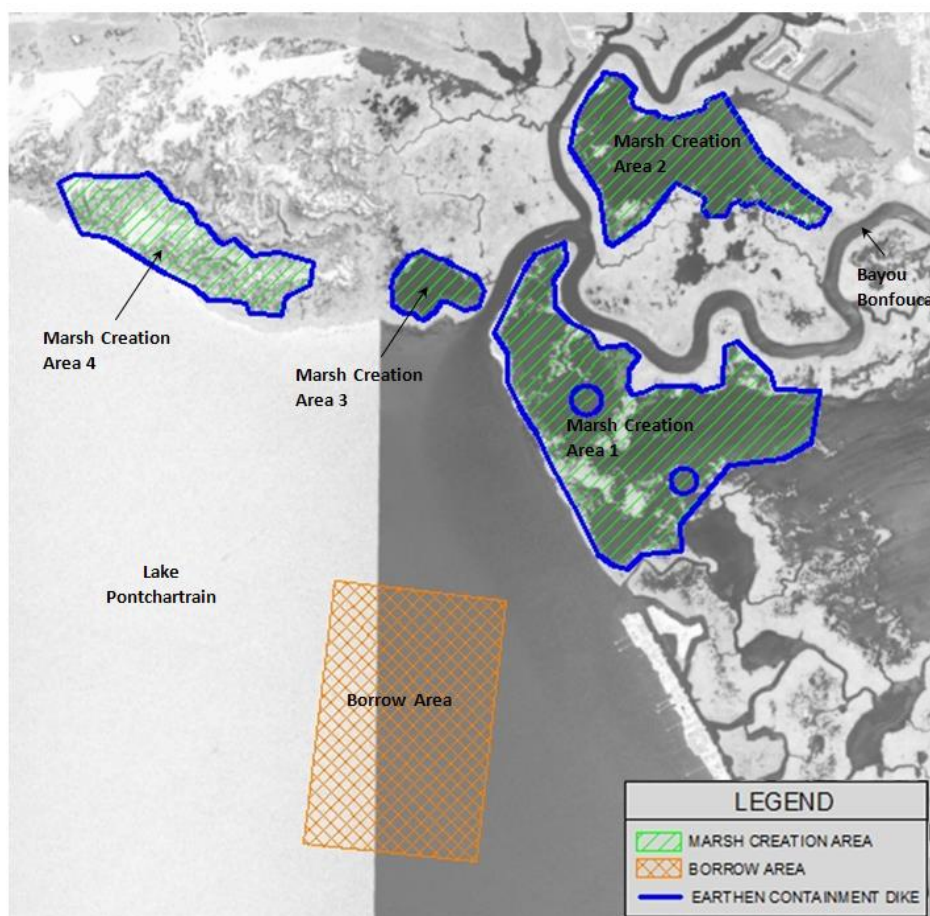 Marsh Creation
Area 2
Bayou
Bonfouca
Marsh Creation
Area 4
Marsh Creation
Area 3
Marsh Creation
Area 1
Lake
Pontchartrain
Borrow Area
LEGEND
MARSH CREATION AREA
BORROW AREA
EARTHEN CONTAINMENT DIKE